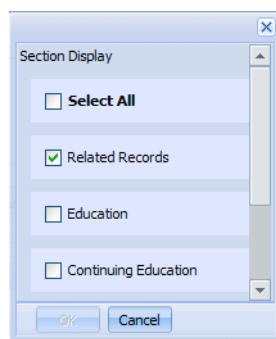 Section Display
Select All
Related Records
Education
Continuing Education
OK
Cancel